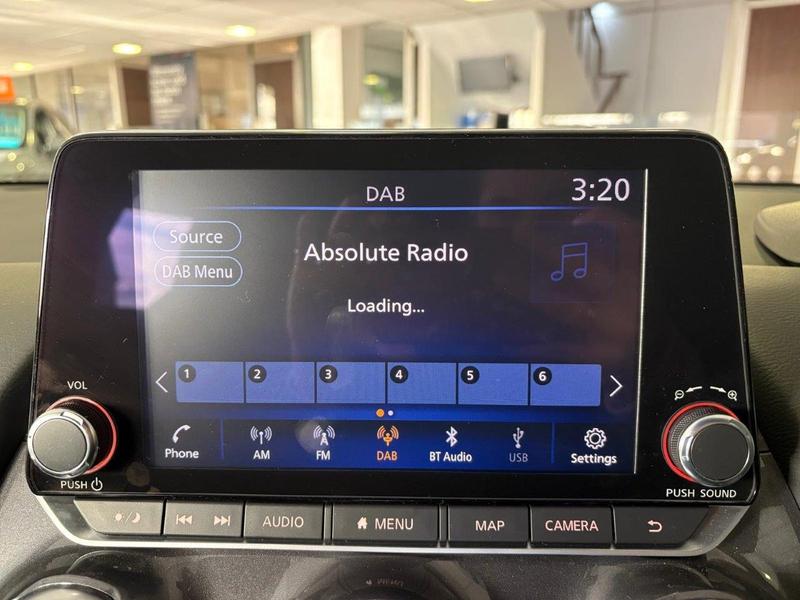 DAB 3:20
Source
Absolute Radio
DAB Menu
Loading...
1 2 3 4 5 6
Phone AM FM DAB BT Audio USB Settings
VOL
PUSH
PUSH SOUND
AUDIO MENU MAP CAMERA
MENU